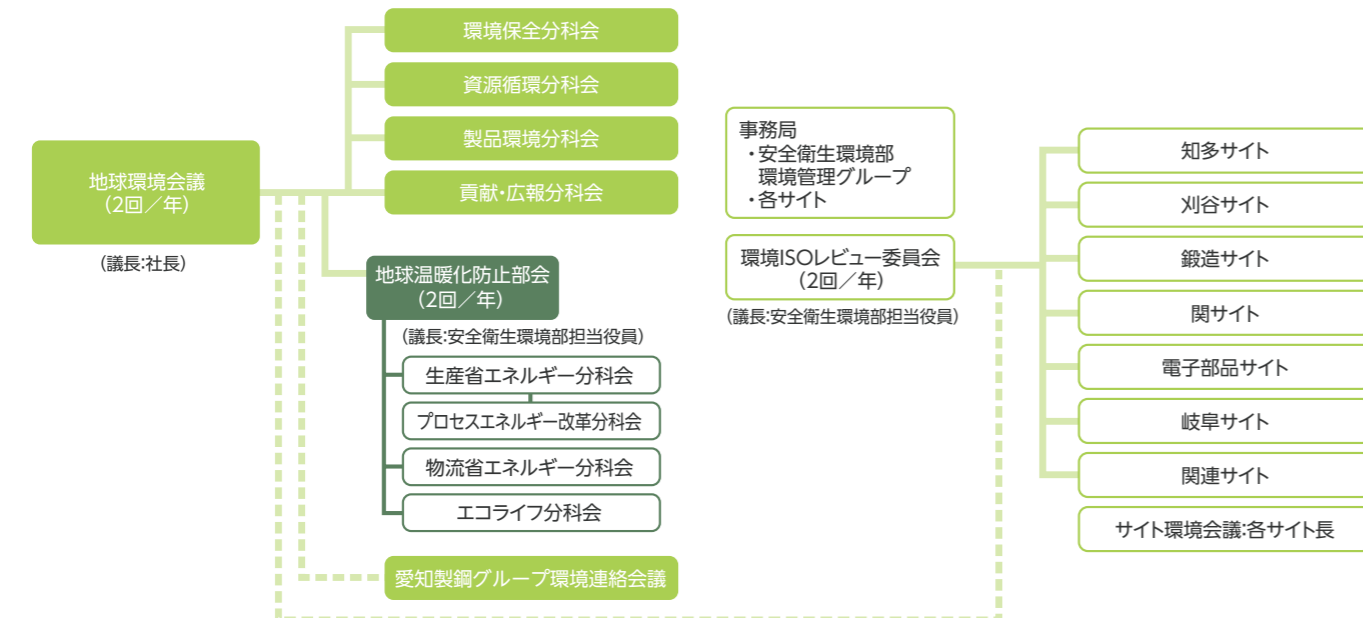 地球環境会議
(2回／年)
(議長:社長)
環境保全分科会
資源循環分科会
製品環境分科会
貢献・広報分科会
地球温暖化防止部会
(2回／年)
(議長:安全衛生環境部担当役員)
生産省エネルギー分科会
プロセスエネルギー改革分科会
物流省エネルギー分科会
エコライフ分科会
愛知製鋼グループ環境連絡会議
事務局
・安全衛生環境部
環境管理グループ
・各サイト
環境ISOレビュー委員会
(2回／年)
(議長:安全衛生環境部担当役員)
知多サイト
刈谷サイト
鍛造サイト
関サイト
電子部品サイト
岐阜サイト
関連サイト
サイト環境会議:各サイト長